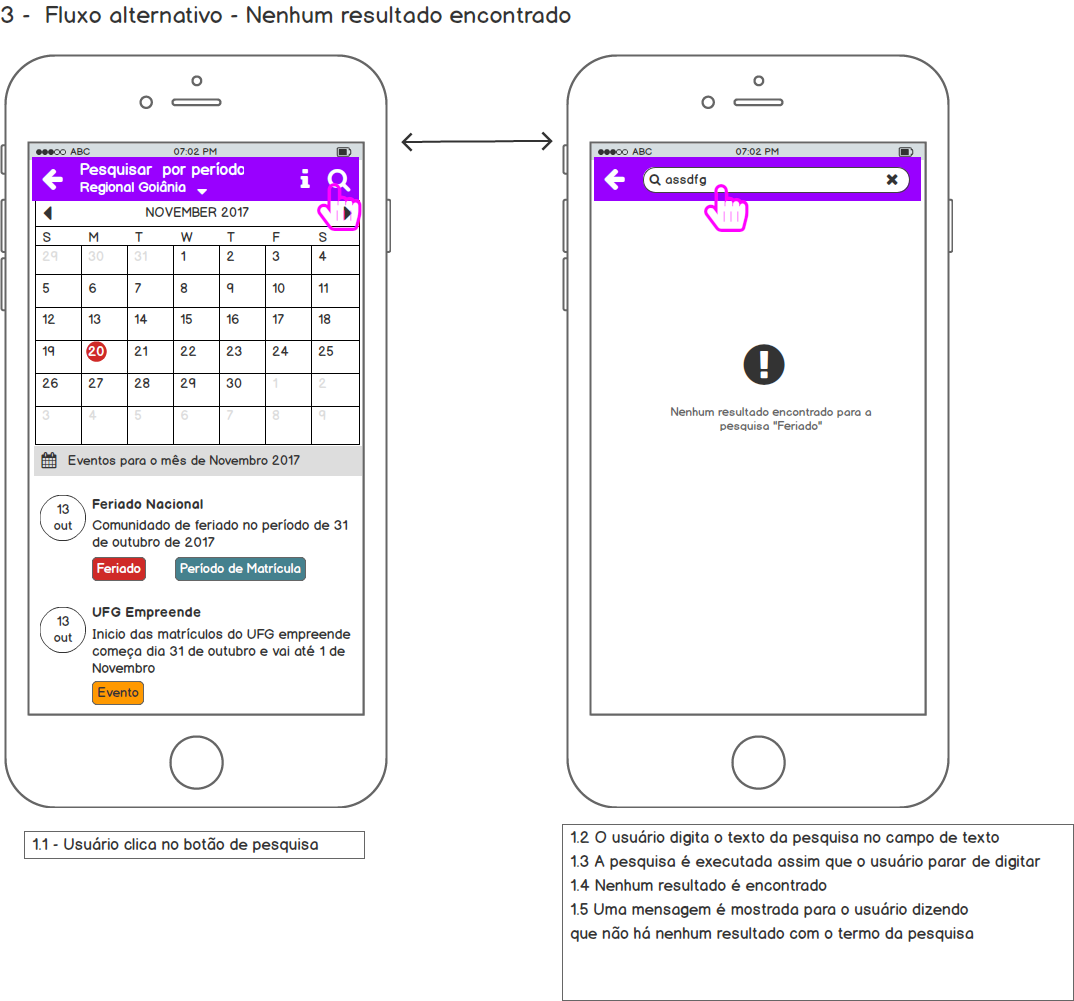 3 -  Fluxo alternativo - Nenhum resultado encontrado
ABC 07:02 PM
Pesquisar  por período
Regional Goiânia
NOVEMBER 2017
S M T W T F S
29 30 31 1 2 3 4
5 6 7 8 9 10 11
12 13 14 15 16 17 18
19 20 21 22 23 24 25
26 27 28 29 30 1 2
3 4 5 6 7 8 9
Eventos para o mês de Novembro 2017
13
out
Feriado Nacional
Comunidado de feriado no período de 31
de outubro de 2017
Feriado Período de Matrícula
13
out
UFG Empreende
Inicio das matrículos do UFG empreende
começa dia 31 de outubro e vai até 1 de
Novembro
Evento
1.1 - Usuário clica no botão de pesquisa
ABC 07:02 PM
assdfg
Nenhum resultado encontrado para a
pesquisa "Feriado"
1.2 O usuário digita o texto da pesquisa no campo de texto
1.3 A pesquisa é executada assim que o usuário parar de digitar
1.4 Nenhum resultado é encontrado
1.5 Uma mensagem é mostrada para o usuário dizendo
que não há nenhum resultado com o termo da pesquisa